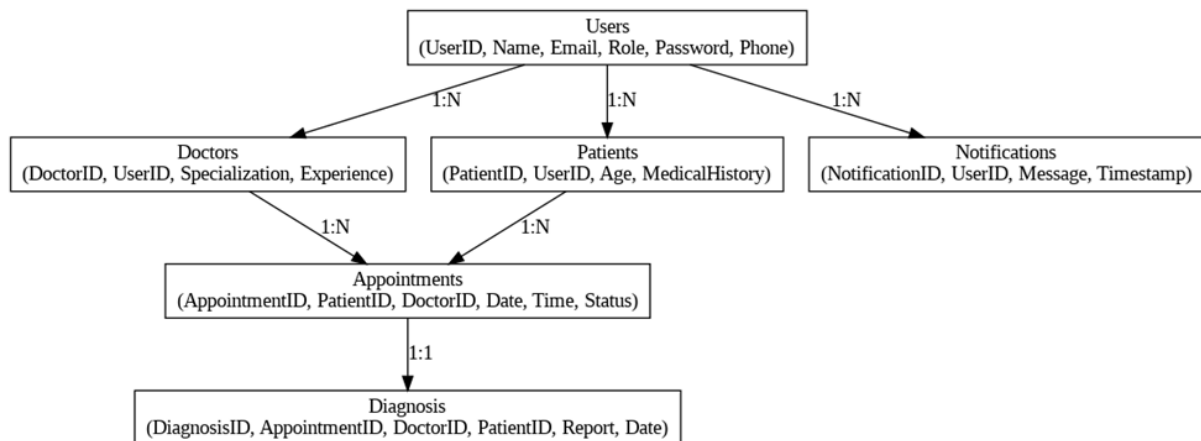 Users
(UserID, Name, Email, Role, Password, Phone)
1:N
1:N
1:N
Doctors
(DoctorID, UserID, Specialization, Experience)
Patients
(PatientID, UserID, Age, MedicalHistory)
Notifications
(NotificationID, UserID, Message, Timestamp)
1:N
1:N
Appointments
(AppointmentID, PatientID, DoctorID, Date, Time, Status)
1:1
Diagnosis
(DiagnosisID, AppointmentID, DoctorID, PatientID, Report, Date)